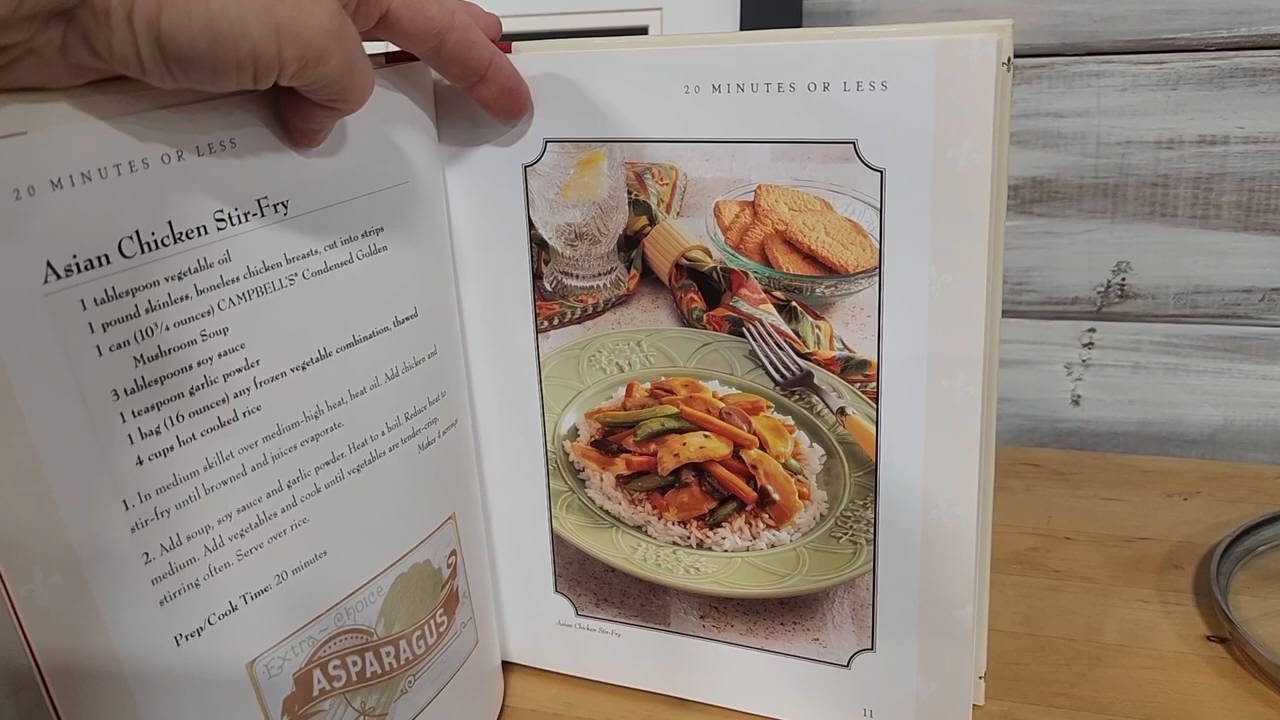 20 MINUTES OR LESS
Asian Chicken Stir-Fry
1 tablespoon vegetable oil
1 pound skinless, boneless chicken breasts, cut into strips
1 can (10¾ ounces) CAMPBELL'S® Condensed Golden
Mushroom Soup
3 tablespoons soy sauce
1 teaspoon garlic powder
1 bag (16 ounces) any frozen vegetable combination, thawed
4 cups hot cooked rice
1. In medium skillet over medium-high heat, heat oil. Add chicken and
stir-fry until browned and juices evaporate.
2. Add soup, soy sauce and garlic powder. Heat to a boil. Reduce heat to
medium. Add vegetables and cook until vegetables are tender-crisp,
stirring often. Serve over rice.
Makes 4 servings
Prep/Cook Time: 20 minutes
Extra~Choice
ASPARAGUS
20 MINUTES OR LESS
Asian Chicken Stir-Fry
11